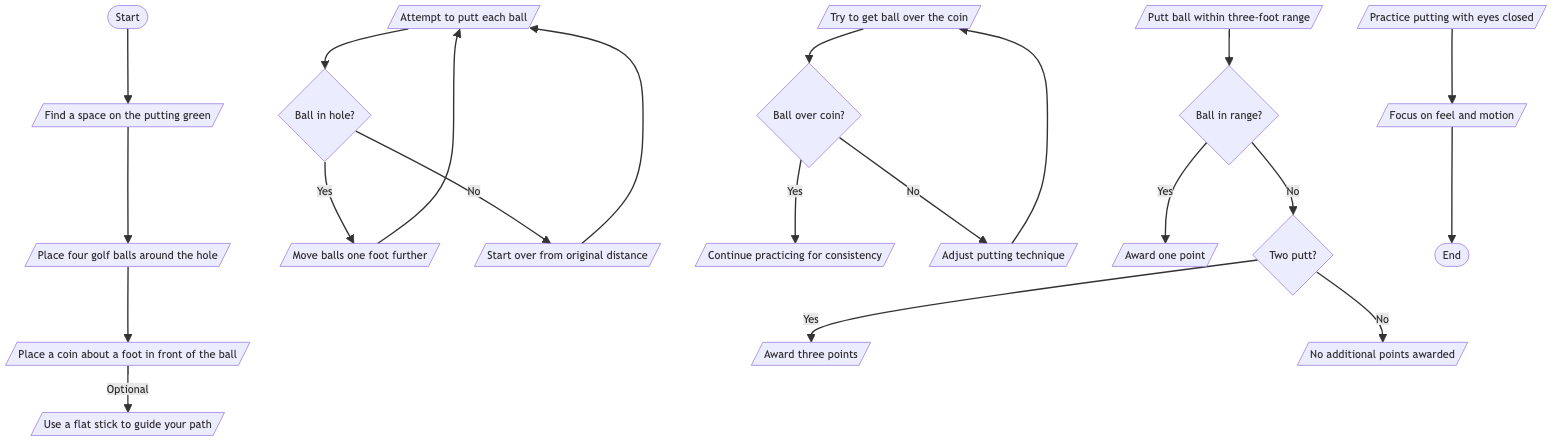 Start
Find a space on the putting green
Place four golf balls around the hole
Place a coin about a foot in front of the ball
Optional
Use a flat stick to guide your path
Attempt to putt each ball
Ball in hole?
Yes
No
Move balls one foot further
Start over from original distance
Try to get ball over the coin
Ball over coin?
Yes
No
Continue practicing for consistency
Adjust putting technique
Putt ball within three-foot range
Ball in range?
Yes
No
Award one point
Two putt?
Yes
No
Award three points
No additional points awarded
Practice putting with eyes closed
Focus on feel and motion
End